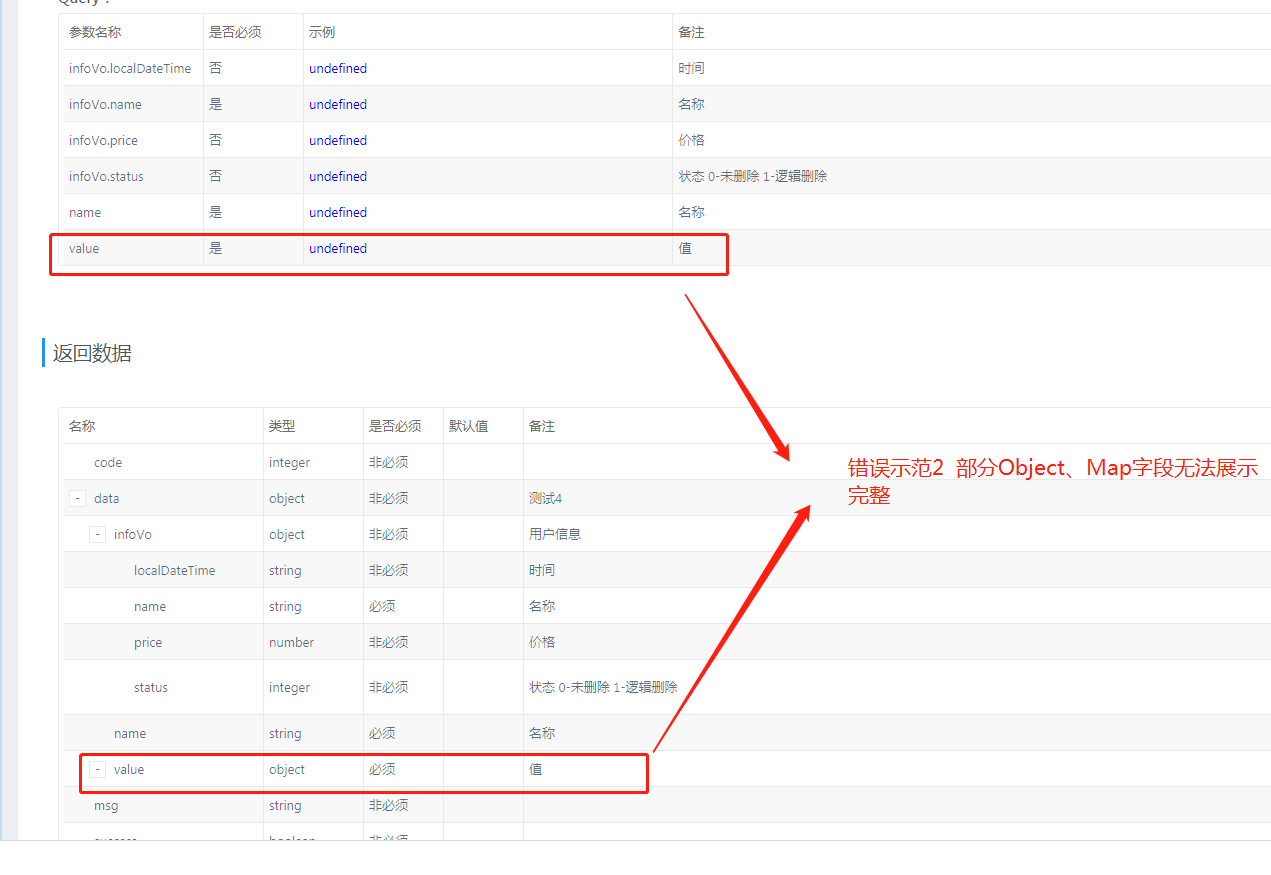 Query：
参数名称 是否必须 示例 备注
infoVo.localDateTime 否 undefined 时间
infoVo.name 是 undefined 名称
infoVo.price 否 undefined 价格
infoVo.status 否 undefined 状态 0-未删除 1-逻辑删除
name 是 undefined 名称
value 是 undefined 值
返回数据
名称 类型 是否必须 默认值 备注
code integer 非必须
- data object 非必须 测试4
- infoVo object 非必须 用户信息
localDateTime string 非必须 时间
name string 必须 名称
price number 非必须 价格
status integer 非必须 状态 0-未删除 1-逻辑删除
name string 必须 名称
- value object 必须 值
msg string 非必须
success boolean 非必须
错误示范2 部分Object、Map字段无法展示
完整